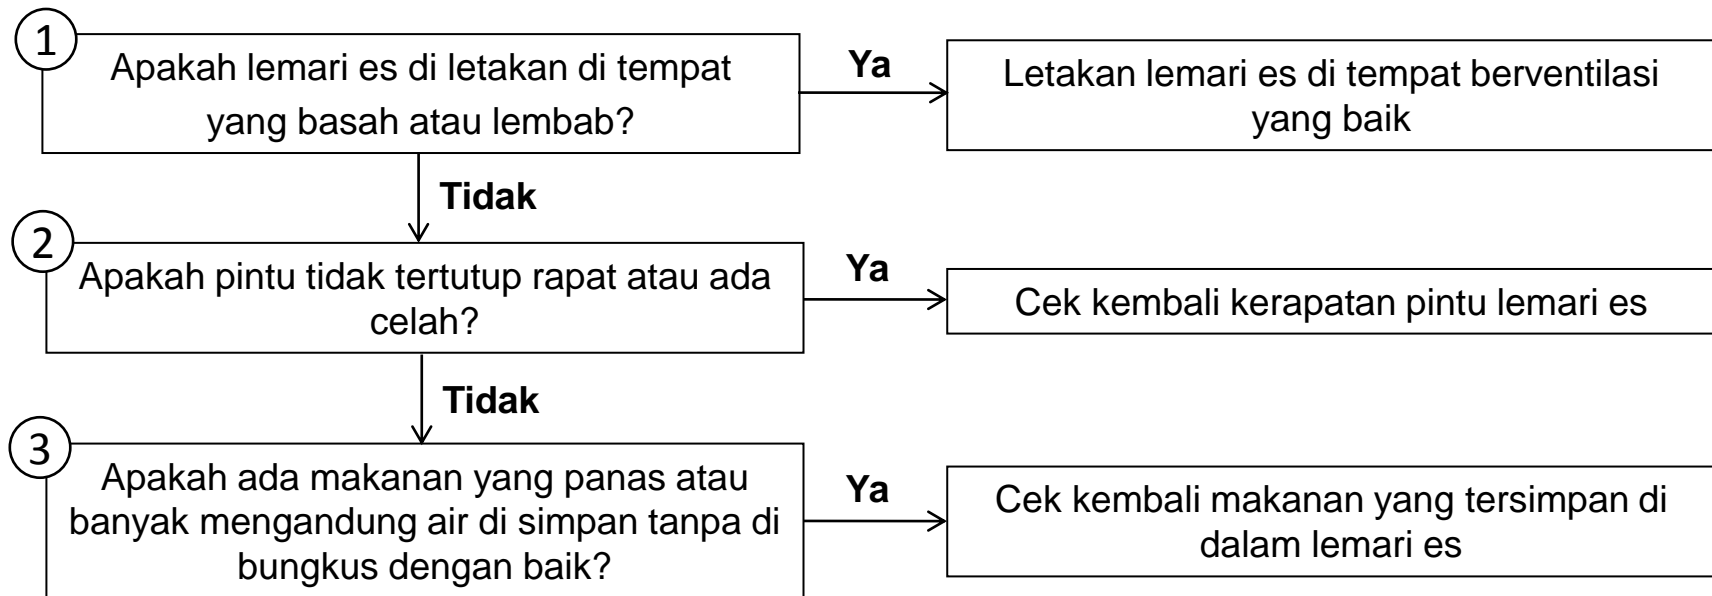 1
Apakah lemari es di letakan di tempat
yang basah atau lembab?
Ya
Letakan lemari es di tempat berventilasi
yang baik
Tidak
2
Apakah pintu tidak tertutup rapat atau ada
celah?
Ya
Cek kembali kerapatan pintu lemari es
Tidak
3
Apakah ada makanan yang panas atau
banyak mengandung air di simpan tanpa di
bungkus dengan baik?
Ya
Cek kembali makanan yang tersimpan di
dalam lemari es